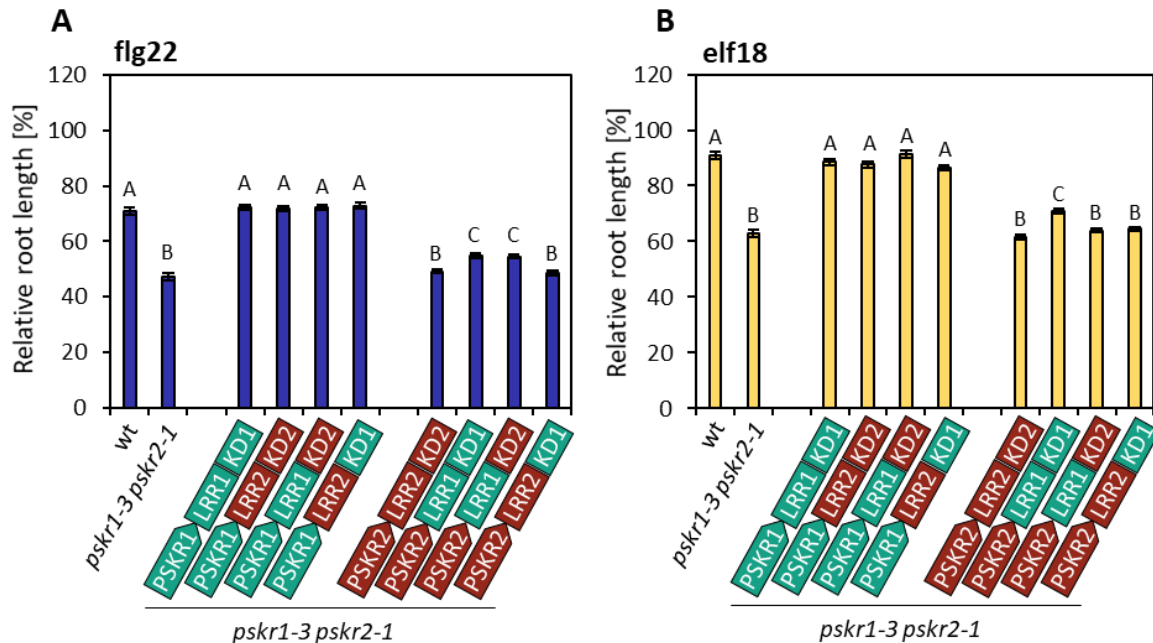 A
flg22
120
100
80
60
40
20
0
Relative root length [%]
A
B
A
A
A
A
B
C
C
B
wt
pskr1-3 pskr2-1
PSKR1 LRR1 KD1
PSKR1 LRR2 KD2
PSKR1 LRR1 KD2
PSKR1 LRR2 KD1
PSKR2 LRR2 KD2
PSKR2 LRR1 KD1
PSKR2 LRR1 KD2
PSKR2 LRR2 KD1
pskr1-3 pskr2-1
B
elf18
120
100
80
60
40
20
0
Relative root length [%]
A
B
A
A
A
A
B
C
B
B
wt
pskr1-3 pskr2-1
PSKR1 LRR1 KD1
PSKR1 LRR2 KD2
PSKR1 LRR1 KD2
PSKR1 LRR2 KD1
PSKR2 LRR2 KD2
PSKR2 LRR1 KD1
PSKR2 LRR1 KD2
PSKR2 LRR2 KD1
pskr1-3 pskr2-1